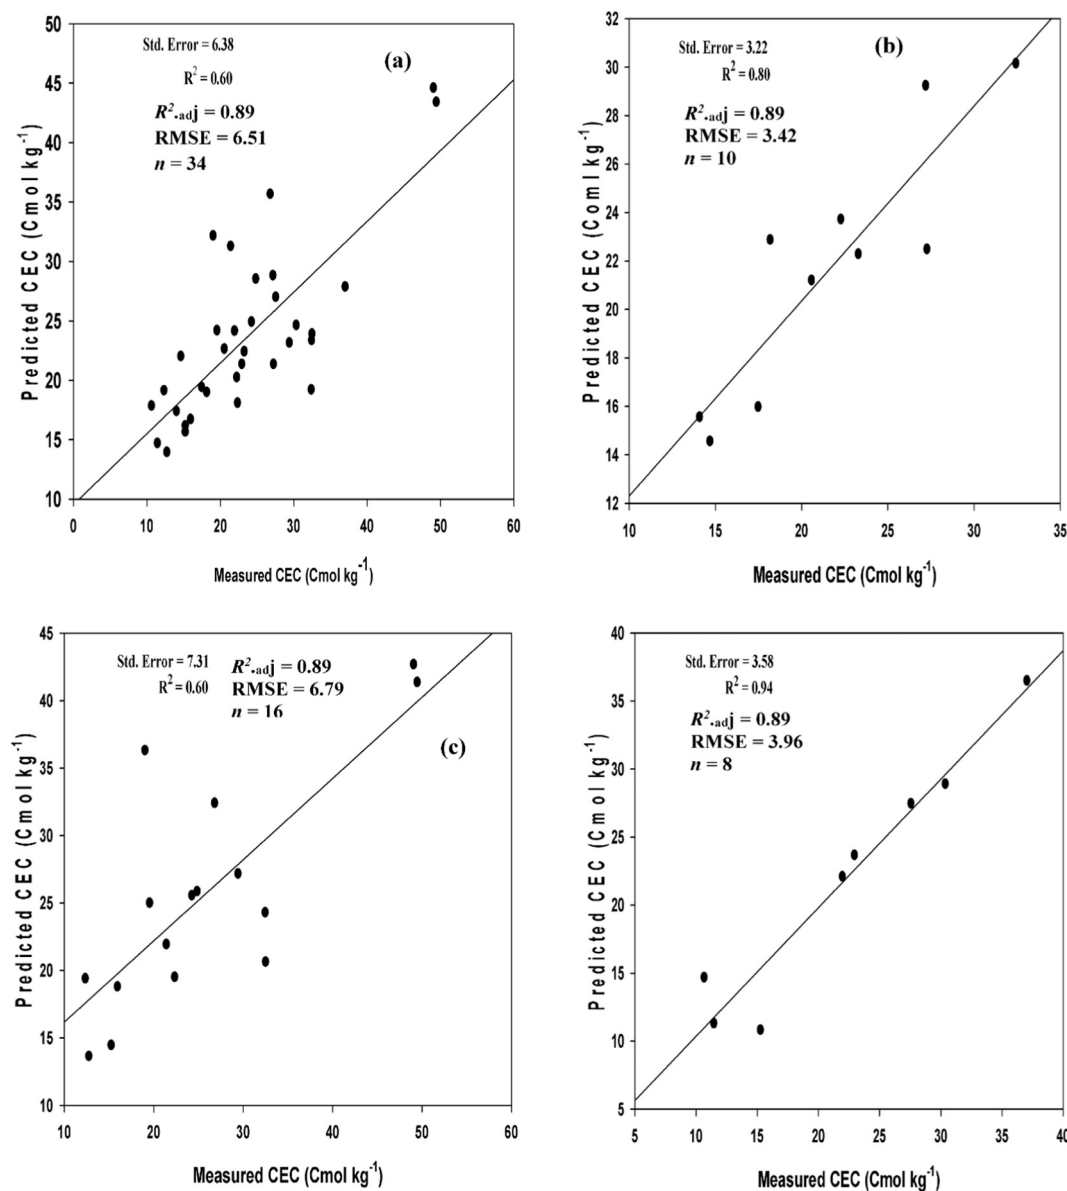 50
45
40
35
30
25
20
15
10
Std. Error = 6.38
R² = 0.60
R².adj = 0.89
RMSE = 6.51
n = 34
(a)
Predicted CEC (Cmol kg⁻¹)
0 10 20 30 40 50 60
Measured CEC (Cmol kg⁻¹)
32
30
28
26
24
22
20
18
16
14
12
Std. Error = 3.22
R² = 0.80
R².adj = 0.89
RMSE = 3.42
n = 10
(b)
Predicted CEC (Coml kg⁻¹)
10 15 20 25 30 35
Measured CEC (Cmol kg⁻¹)
45
40
35
30
25
20
15
10
Std. Error = 7.31
R² = 0.60
R².adj = 0.89
RMSE = 6.79
n = 16
(c)
Predicted CEC (Cmol kg⁻¹)
10 20 30 40 50 60
Measured CEC (Cmol kg⁻¹)
40
35
30
25
20
15
10
5
Std. Error = 3.58
R² = 0.94
R².adj = 0.89
RMSE = 3.96
n = 8
Predicted CEC (Cmol kg⁻¹)
5 10 15 20 25 30 35 40
Measured CEC (Cmol kg⁻¹)